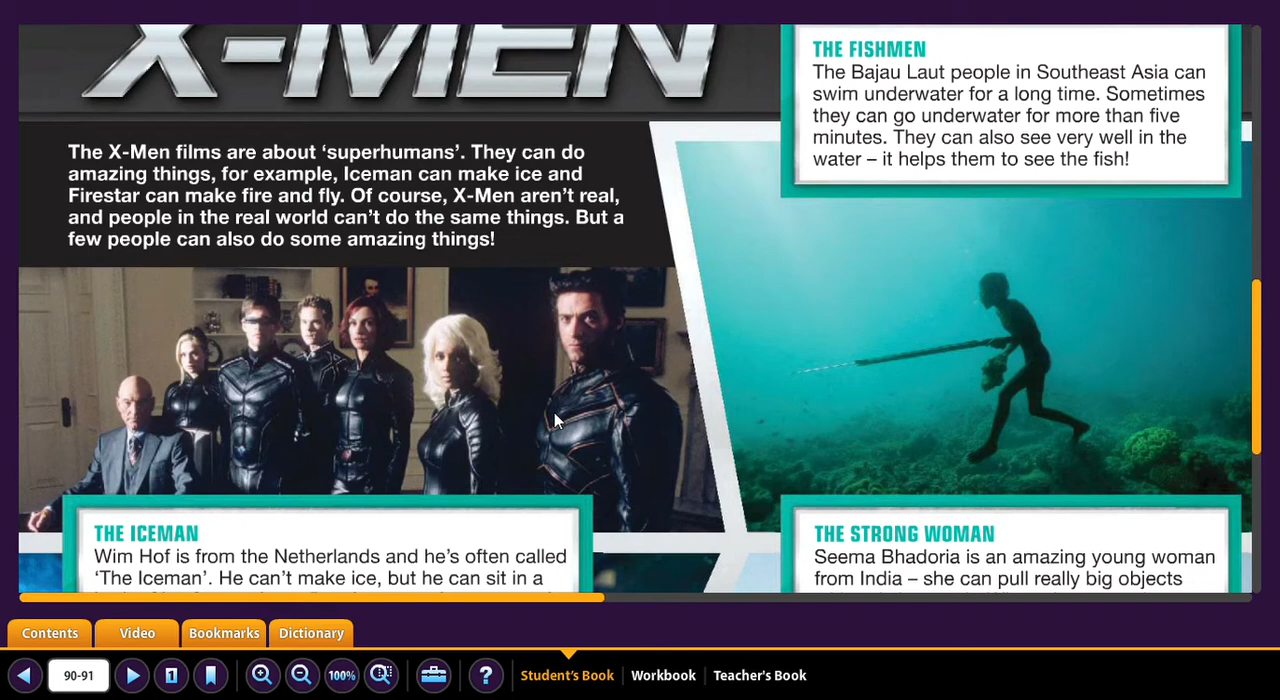 X-MEN
The X-Men films are about ‘superhumans’. They can do
amazing things, for example, Iceman can make ice and
Firestar can make fire and fly. Of course, X-Men aren’t real,
and people in the real world can’t do the same things. But a
few people can also do some amazing things!
THE ICEMAN
Wim Hof is from the Netherlands and he’s often called
‘The Iceman’. He can’t make ice, but he can sit in a
THE FISHMEN
The Bajau Laut people in Southeast Asia can
swim underwater for a long time. Sometimes
they can go underwater for more than five
minutes. They can also see very well in the
water – it helps them to see the fish!
THE STRONG WOMAN
Seema Bhadoria is an amazing young woman
from India – she can pull really big objects
Contents
Video
Bookmarks
Dictionary
90-91
1
100%
?
Student's Book
Workbook
Teacher's Book